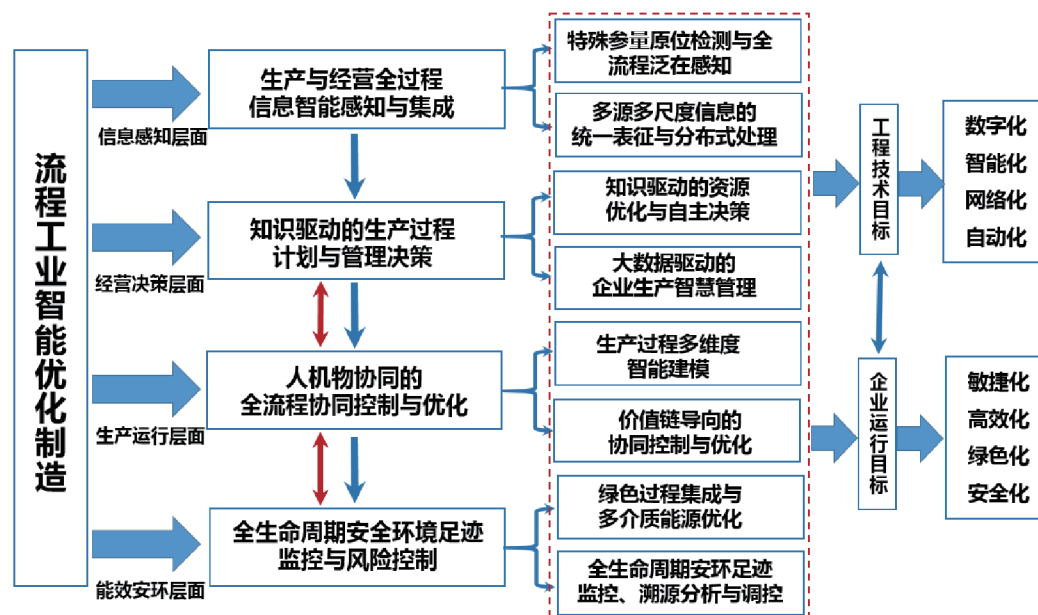 流程工业智能优化制造
信息感知层面
生产与经营全过程
信息智能感知与集成
特殊参量原位检测与全
流程泛在感知
多源多尺度信息的
统一表征与分布式处理
经营决策层面
知识驱动的生产过程
计划与管理决策
知识驱动的资源
优化与自主决策
大数据驱动的
企业生产智慧管理
生产运行层面
人机物协同的
全流程协同控制与优化
生产过程多维度
智能建模
价值链导向的
协同控制与优化
能效安环层面
全生命周期安全环境足迹
监控与风险控制
绿色过程集成与
多介质能源优化
全生命周期安环足迹
监控、溯源分析与调控
工程技术目标
数字化
智能化
网络化
自动化
企业运行目标
敏捷化
高效化
绿色化
安全化